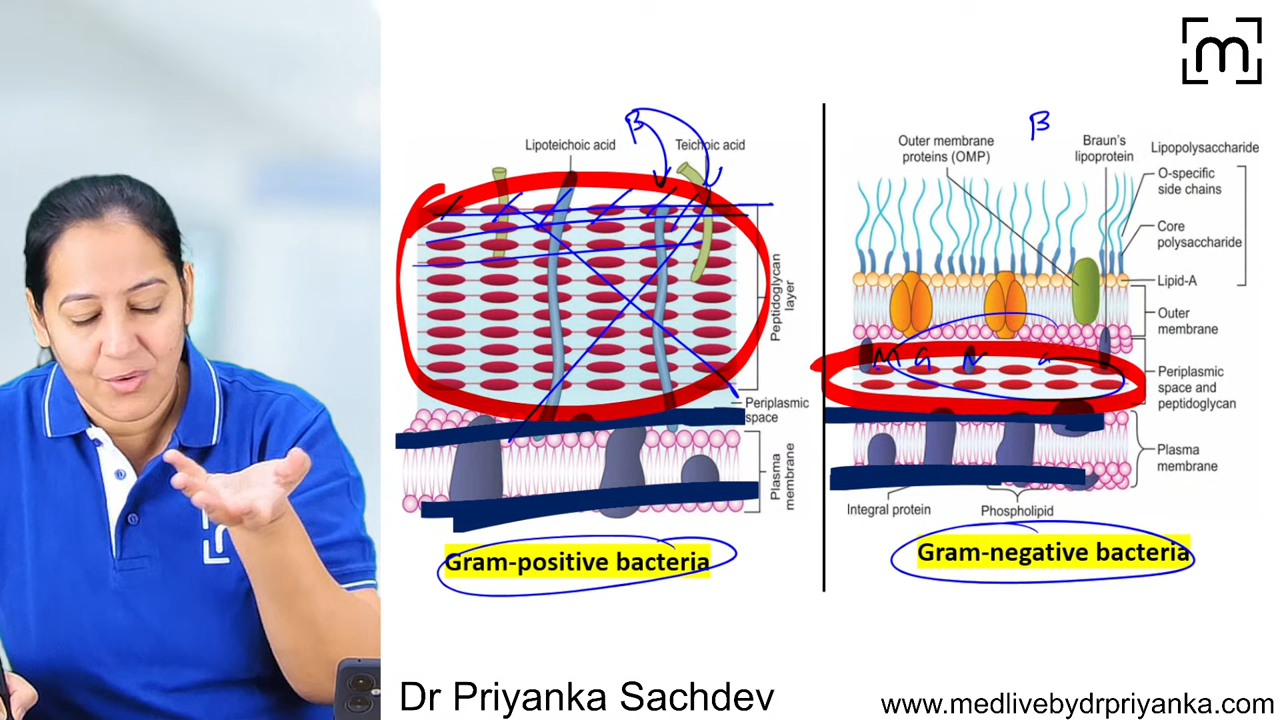 m
β
Lipoteichoic acid
Teichoic acid
Peptidoglycan
layer
Periplasmic
space
Plasma
membrane
Gram-positive bacteria
β
Outer membrane
proteins (OMP)
Braun's
lipoprotein
Lipopolysaccharide
O-specific
side chains
Core
polysaccharide
Lipid-A
Outer
membrane
M G N G
Periplasmic
space and
peptidoglycan
Plasma
membrane
Integral protein
Phospholipid
Gram-negative bacteria
Dr Priyanka Sachdev
www.medlivebydrpriyanka.com